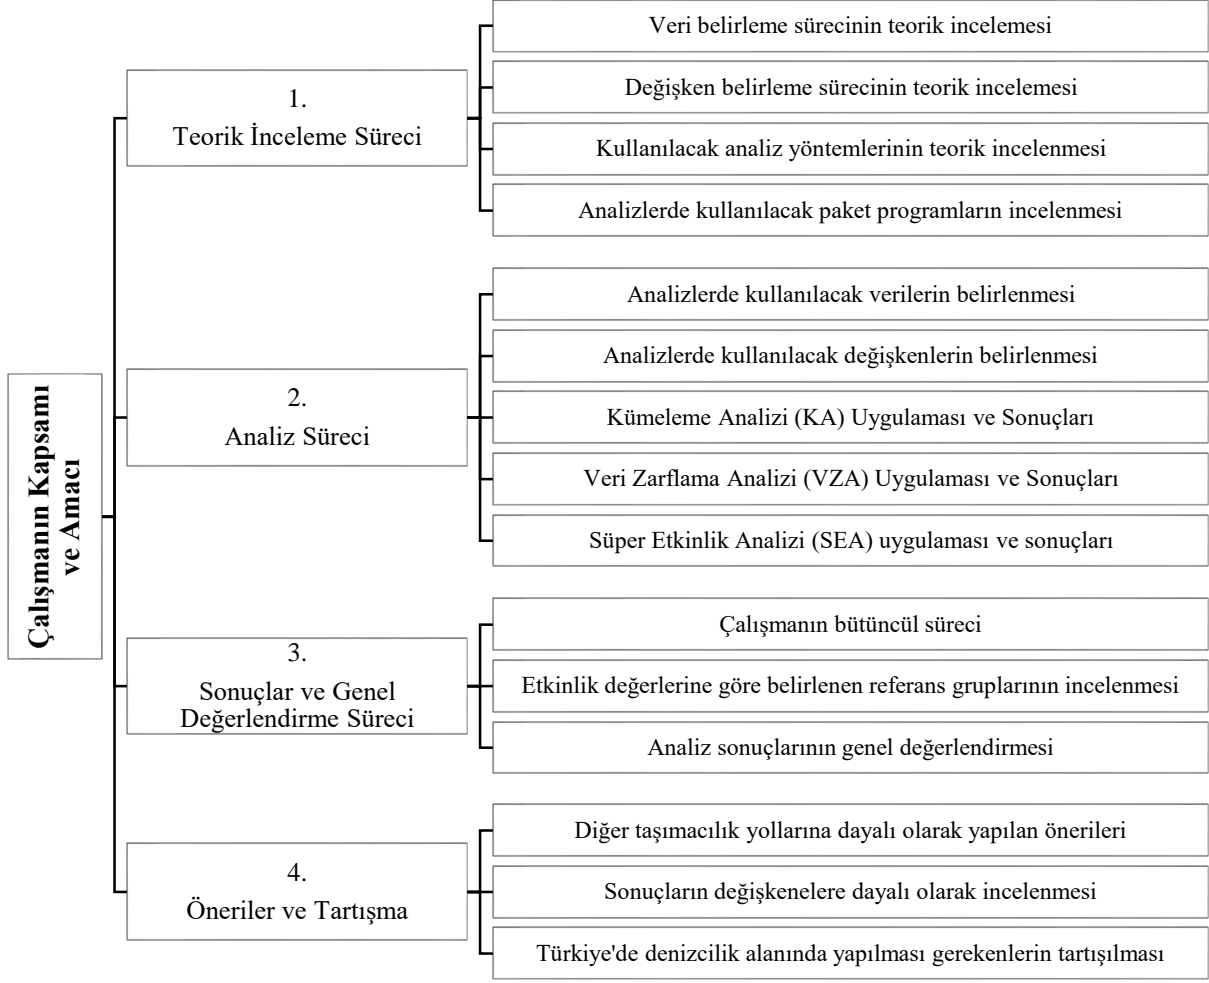 Çalışmanın Kapsamı
ve Amacı
1.
Teorik İnceleme Süreci
Veri belirleme sürecinin teorik incelemesi
Değişken belirleme sürecinin teorik incelemesi
Kullanılacak analiz yöntemlerinin teorik incelenmesi
Analizlerde kullanılacak paket programların incelenmesi
2.
Analiz Süreci
Analizlerde kullanılacak verilerin belirlenmesi
Analizlerde kullanılacak değişkenlerin belirlenmesi
Kümeleme Analizi (KA) Uygulaması ve Sonuçları
Veri Zarflama Analizi (VZA) Uygulaması ve Sonuçları
Süper Etkinlik Analizi (SEA) uygulaması ve sonuçları
3.
Sonuçlar ve Genel
Değerlendirme Süreci
Çalışmanın bütüncül süreci
Etkinlik değerlerine göre belirlenen referans gruplarının incelenmesi
Analiz sonuçlarının genel değerlendirmesi
4.
Öneriler ve Tartışma
Diğer taşımacılık yollarına dayalı olarak yapılan önerileri
Sonuçların değişkenelere dayalı olarak incelenmesi
Türkiye'de denizcilik alanında yapılması gerekenlerin tartışılması